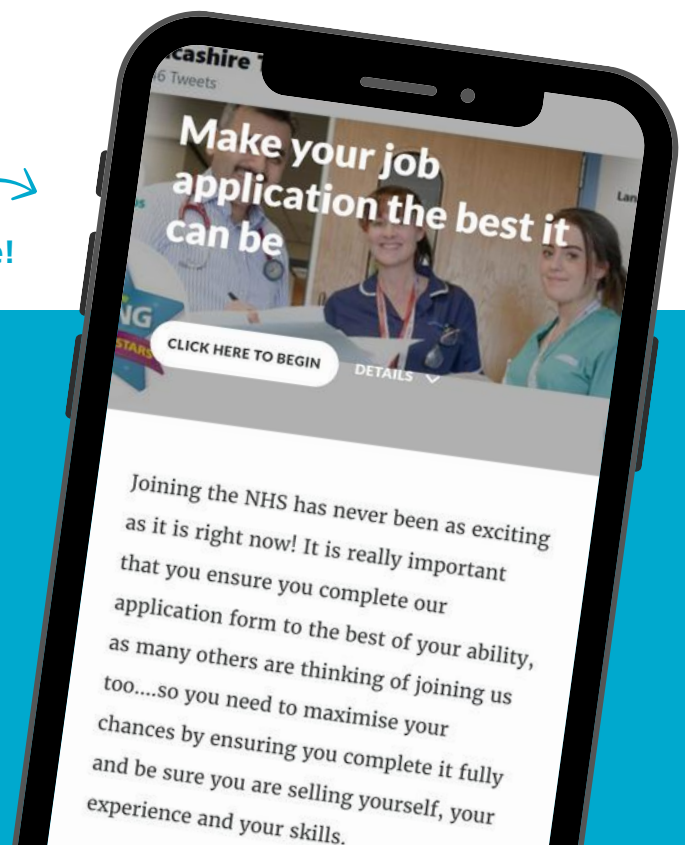 cashire
6 Tweets
Make your job
application the best it
can be
Lan
e!
NG
STARS
CLICK HERE TO BEGIN
DETAILS
Joining the NHS has never been as exciting
as it is right now! It is really important
that you ensure you complete our
application form to the best of your ability,
as many others are thinking of joining us
too....so you need to maximise your
chances by ensuring you complete it fully
and be sure you are selling yourself, your
experience and your skills.